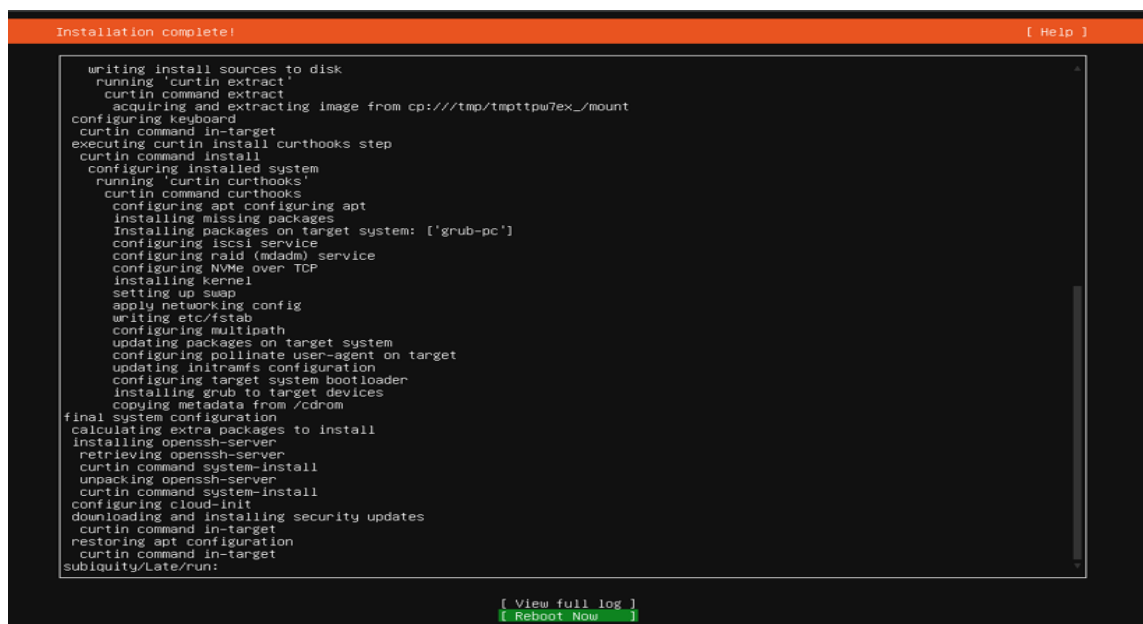 Installation complete! [ Help ]
writing install sources to disk
running 'curtin extract'
curtin command extract
acquiring and extracting image from cp:///tmp/tmpttpw7ex_/mount
configuring keyboard
curtin command in-target
executing curtin install curthooks step
curtin command install
configuring installed system
running 'curtin curthooks'
curtin command curthooks
configuring apt configuring apt
installing missing packages
Installing packages on target system: ['grub-pc']
configuring iscsi service
configuring raid (mdadm) service
configuring NVMe over TCP
installing kernel
setting up swap
apply networking config
writing etc/fstab
configuring multipath
updating packages on target system
configuring pollinate user-agent on target
updating initramfs configuration
configuring target system bootloader
installing grub to target devices
copying metadata from /cdrom
final system configuration
calculating extra packages to install
installing openssh-server
retrieving openssh-server
curtin command system-install
unpacking openssh-server
curtin command system-install
configuring cloud-init
downloading and installing security updates
curtin command in-target
restoring apt configuration
curtin command in-target
subiquity/Late/run:
[ View full log ]
[ Reboot Now ]